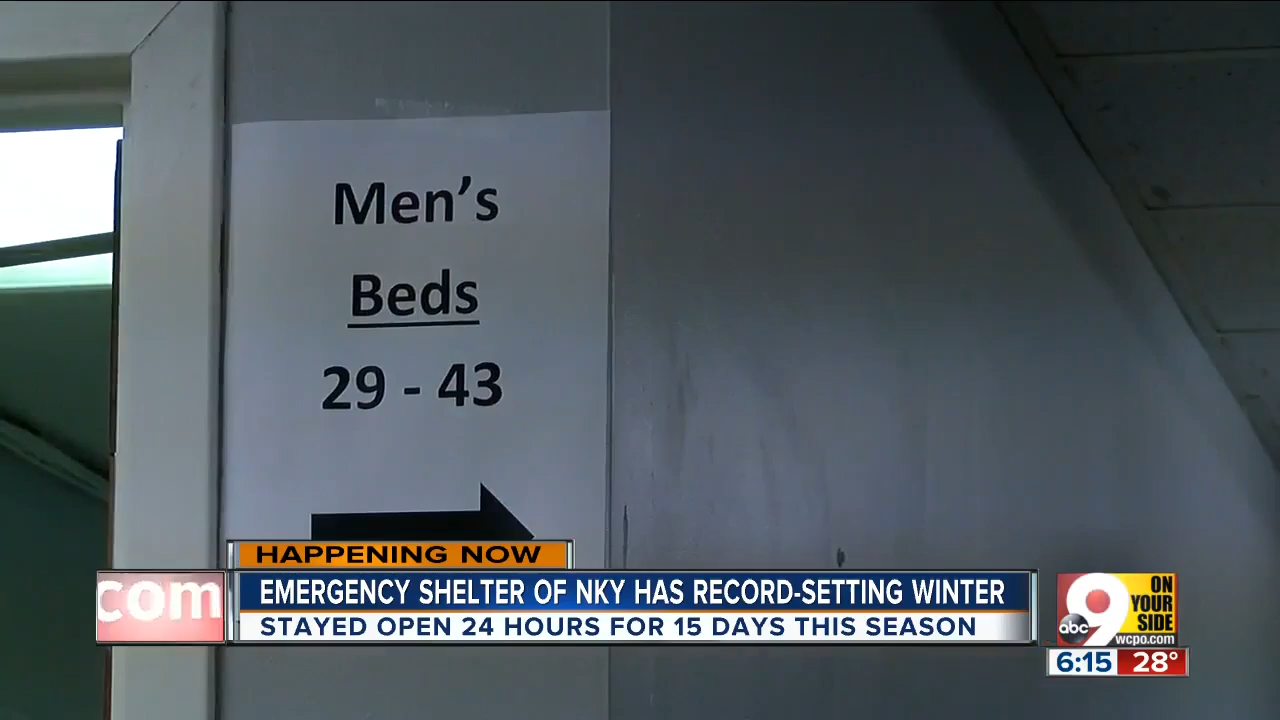 Men's
Beds
29 - 43
HAPPENING NOW
com
EMERGENCY SHELTER OF NKY HAS RECORD-SETTING WINTER
STAYED OPEN 24 HOURS FOR 15 DAYS THIS SEASON
abc 9
ON
YOUR
SIDE
wcpo.com
6:15 28°